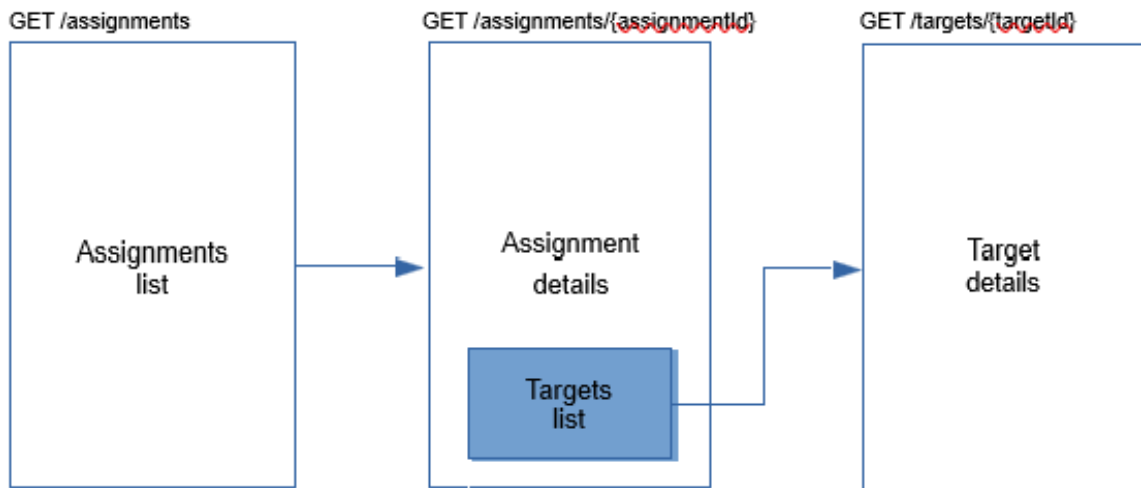 GET /assignments
GET /assignments/{assignmentId}
GET /targets/{targetId}
Assignments
list
Assignment
details
Targets
list
Target
details